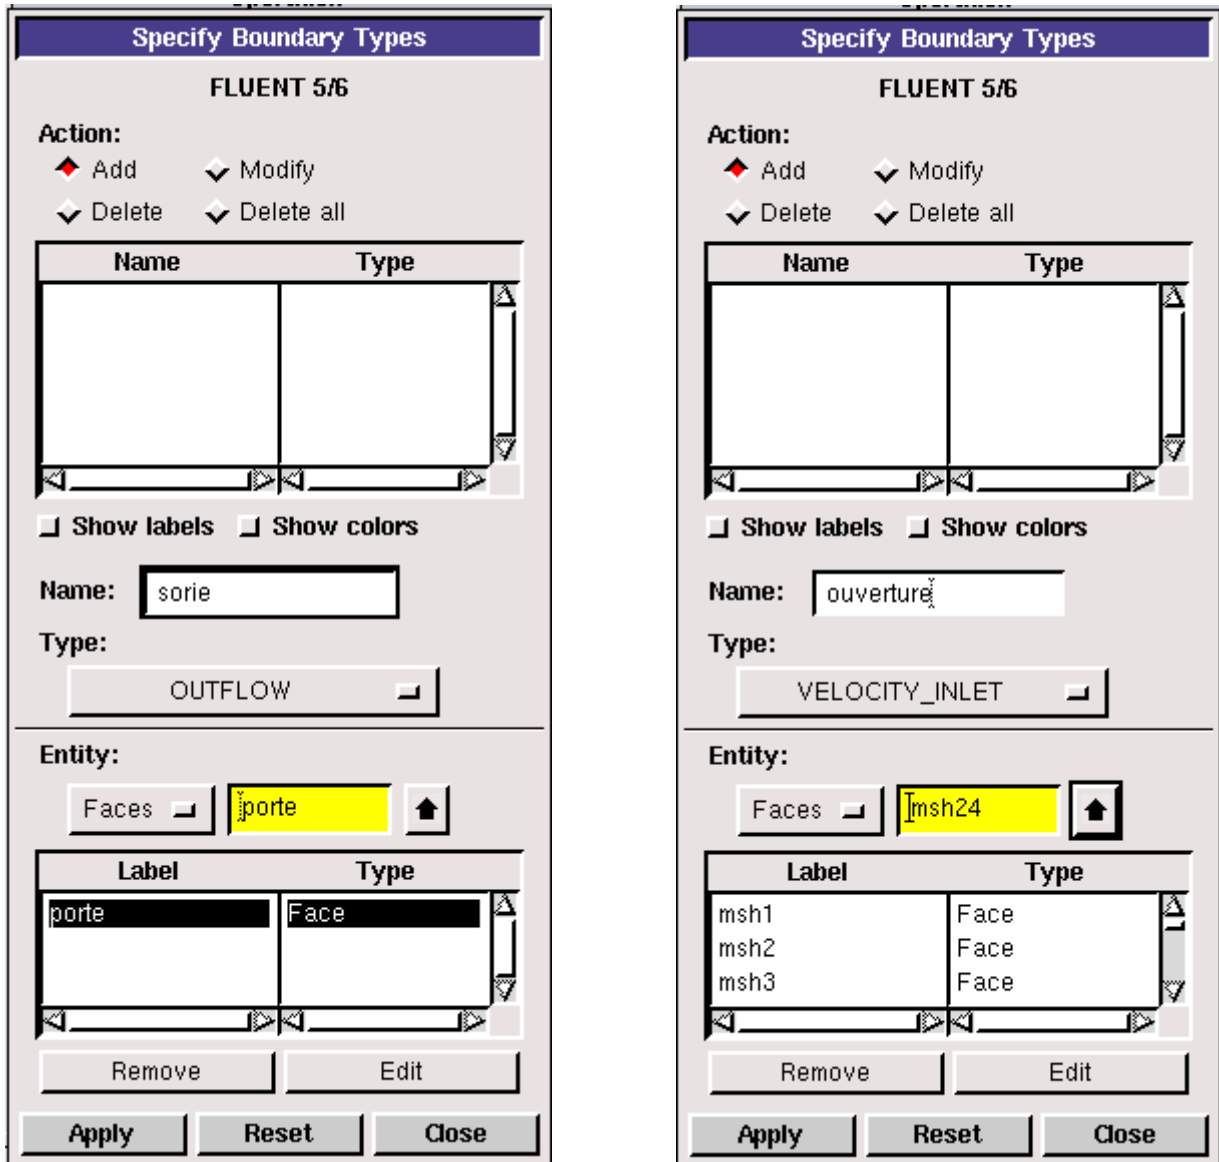 Specify Boundary Types
FLUENT 5/6
Action:
Add Modify
Delete Delete all
Name Type
Show labels Show colors
Name: sorie
Type:
OUTFLOW
Entity:
Faces porte
Label Type
porte Face
Remove Edit
Apply Reset Close
Specify Boundary Types
FLUENT 5/6
Action:
Add Modify
Delete Delete all
Name Type
Show labels Show colors
Name: ouverture
Type:
VELOCITY_INLET
Entity:
Faces msh24
Label Type
msh1 Face
msh2 Face
msh3 Face
Remove Edit
Apply Reset Close